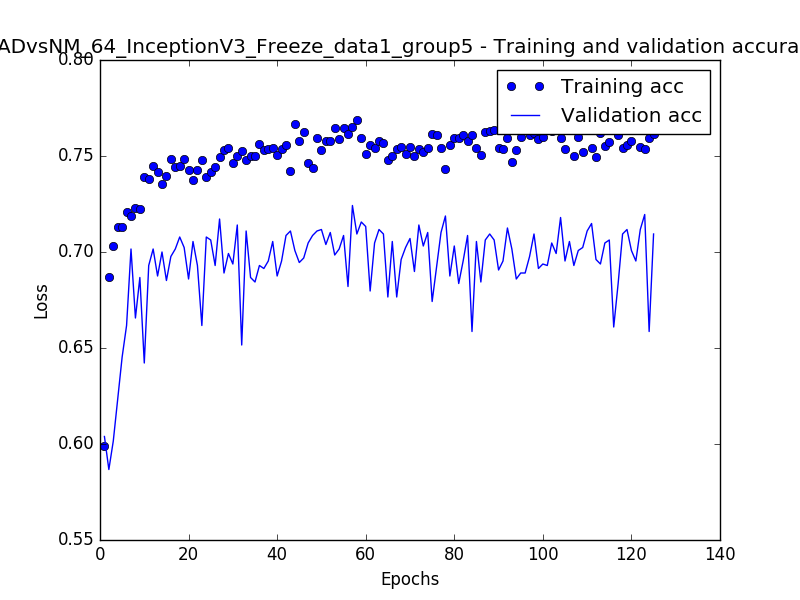 ADvsNM_64_InceptionV3_Freeze_data1_group5 - Training and validation accura
0.80
0.75
0.70
0.65
0.60
0.55
Loss
Training acc
Validation acc
0 20 40 60 80 100 120 140
Epochs